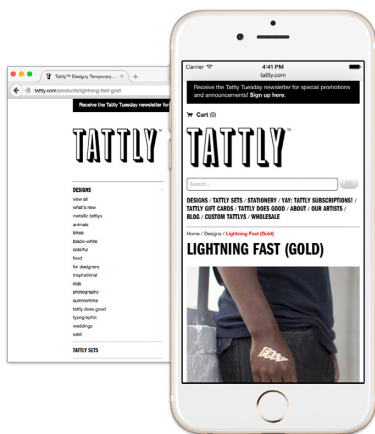 Tattly™ Designy Temporary...
tattly.com/products/lightning-fast-gold
Receive the Tattly Tuesday newsletter for
TATTLY™
DESIGNS
view all
what's new
metallic tattlys
animals
bikes
black+white
colorful
food
for designers
inspirational
kids
photography
summertime
tattly does good
typographic
weddings
sale!
TATTLY SETS
Carrier 4:41 PM
tattly.com
Receive the Tattly Tuesday newsletter for special promotions
and announcements! Sign up here.
Cart (0)
TATTLY™
Search...
DESIGNS / TATTLY SETS / STATIONERY / YAY: TATTLY SUBSCRIPTIONS! /
TATTLY GIFT CARDS / TATTLY DOES GOOD / ABOUT / OUR ARTISTS /
BLOG / CUSTOM TATTLYS / WHOLESALE
Home / Designs / Lightning Fast (Gold)
LIGHTNING FAST (GOLD)